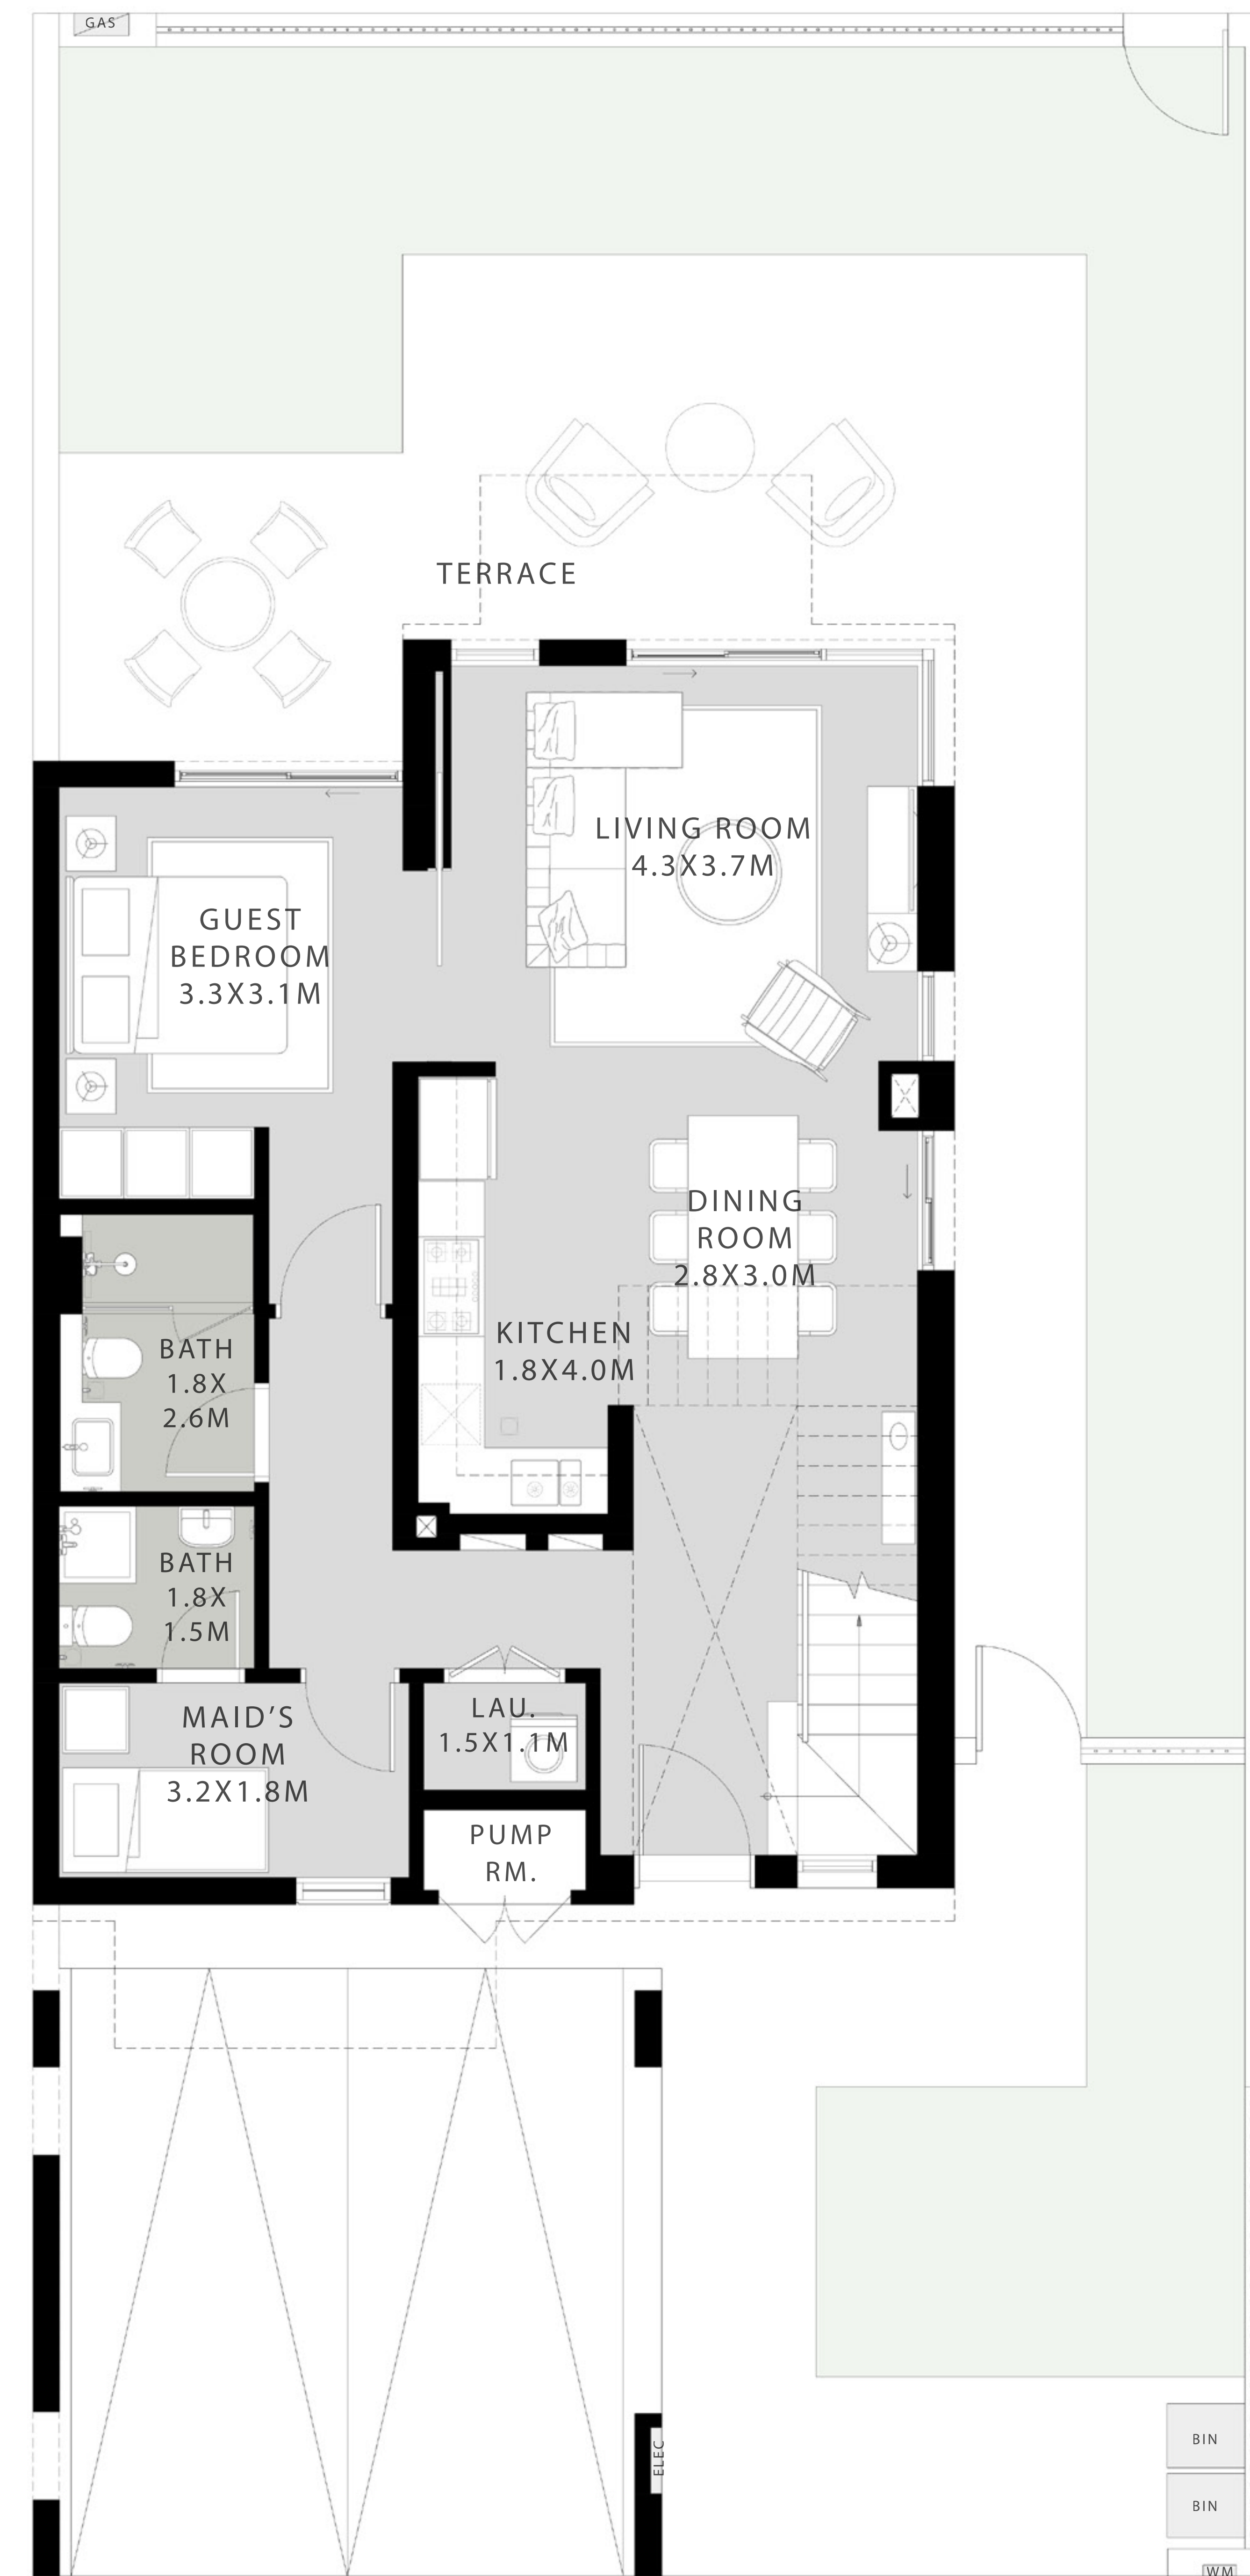 GAS
TERRACE
LIVING ROOM
4.3X3.7M
GUEST
BEDROOM
3.3X3.1M
DINING
ROOM
2.8X3.0M
KITCHEN
1.8X4.0M
BATH
1.8X
2.6M
BATH
1.8X
1.5M
MAID’S
ROOM
3.2X1.8M
LAU.
1.5X1.1M
PUMP
RM.
ELEC
BIN
BIN
WM